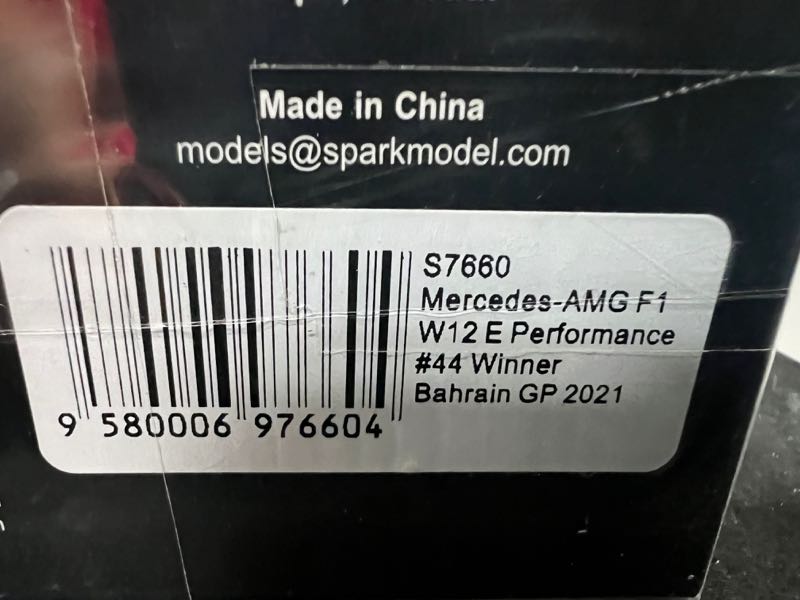 Made in China
models@sparkmodel.com
S7660
Mercedes-AMG F1
W12 E Performance
#44 Winner
Bahrain GP 2021
9 580006 976604